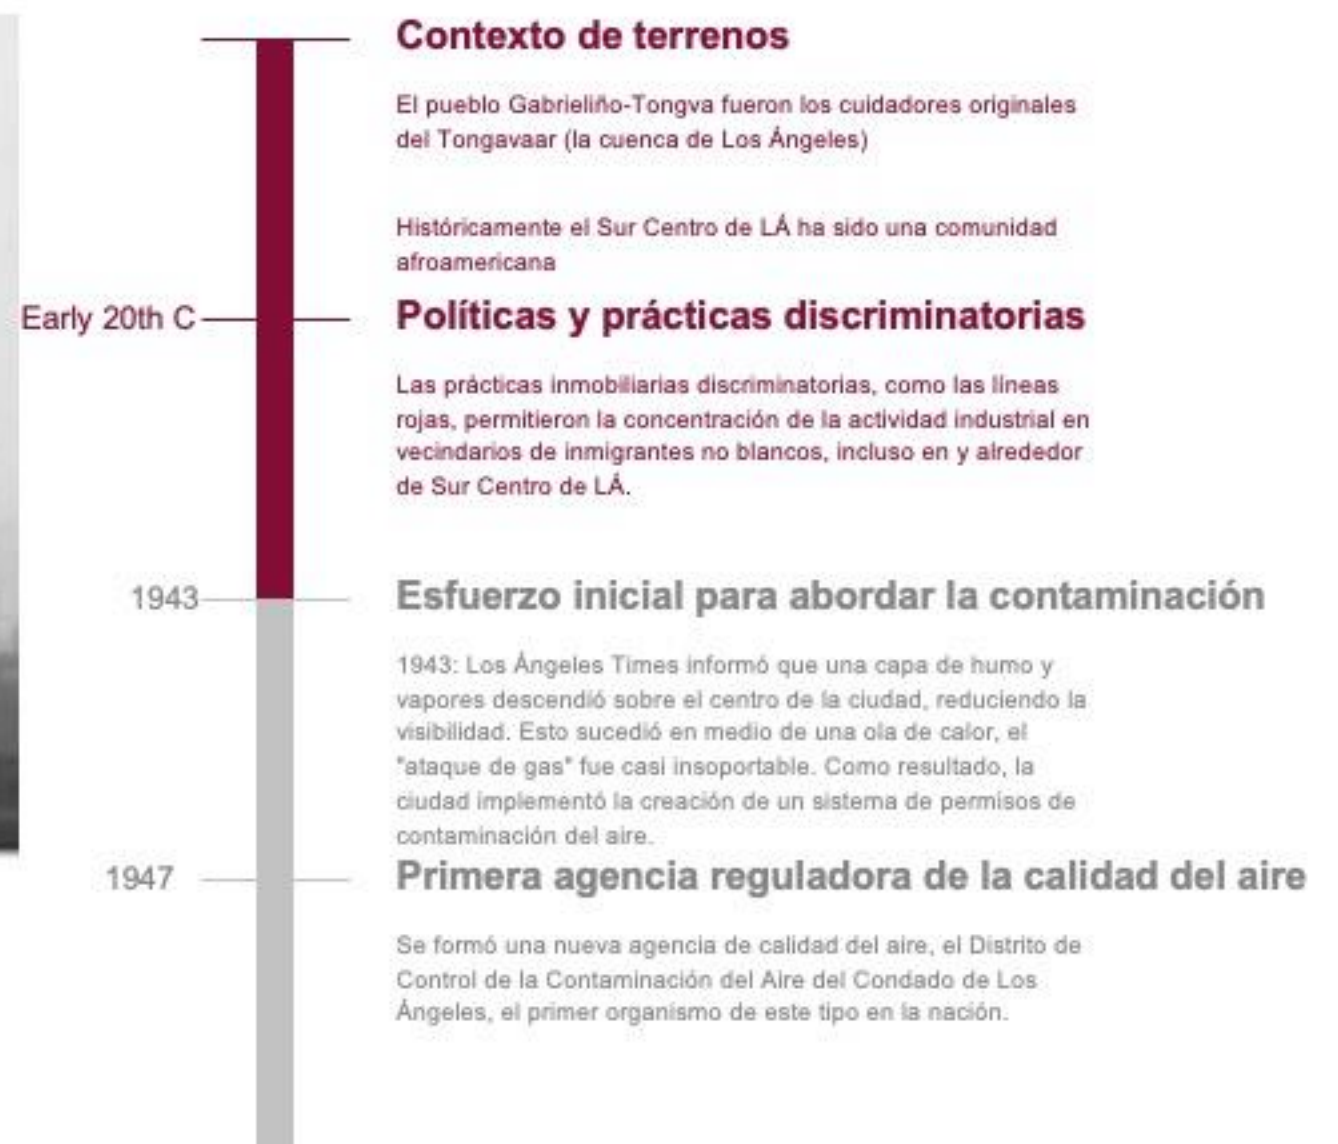 Contexto de terrenos
El pueblo Gabrieliño-Tongva fueron los cuidadores originales
del Tongavaar (la cuenca de Los Ángeles)
Históricamente el Sur Centro de LÁ ha sido una comunidad
afroamericana
Early 20th C
Políticas y prácticas discriminatorias
Las prácticas inmobiliarias discriminatorias, como las líneas
rojas, permitieron la concentración de la actividad industrial en
vecindarios de inmigrantes no blancos, incluso en y alrededor
de Sur Centro de LÁ.
1943
Esfuerzo inicial para abordar la contaminación
1943: Los Ángeles Times informó que una capa de humo y
vapores descendió sobre el centro de la ciudad, reduciendo la
visibilidad. Esto sucedió en medio de una ola de calor, el
"ataque de gas" fue casi insoportable. Como resultado, la
ciudad implementó la creación de un sistema de permisos de
contaminación del aire.
1947
Primera agencia reguladora de la calidad del aire
Se formó una nueva agencia de calidad del aire, el Distrito de
Control de la Contaminación del Aire del Condado de Los
Ángeles, el primer organismo de este tipo en la nación.